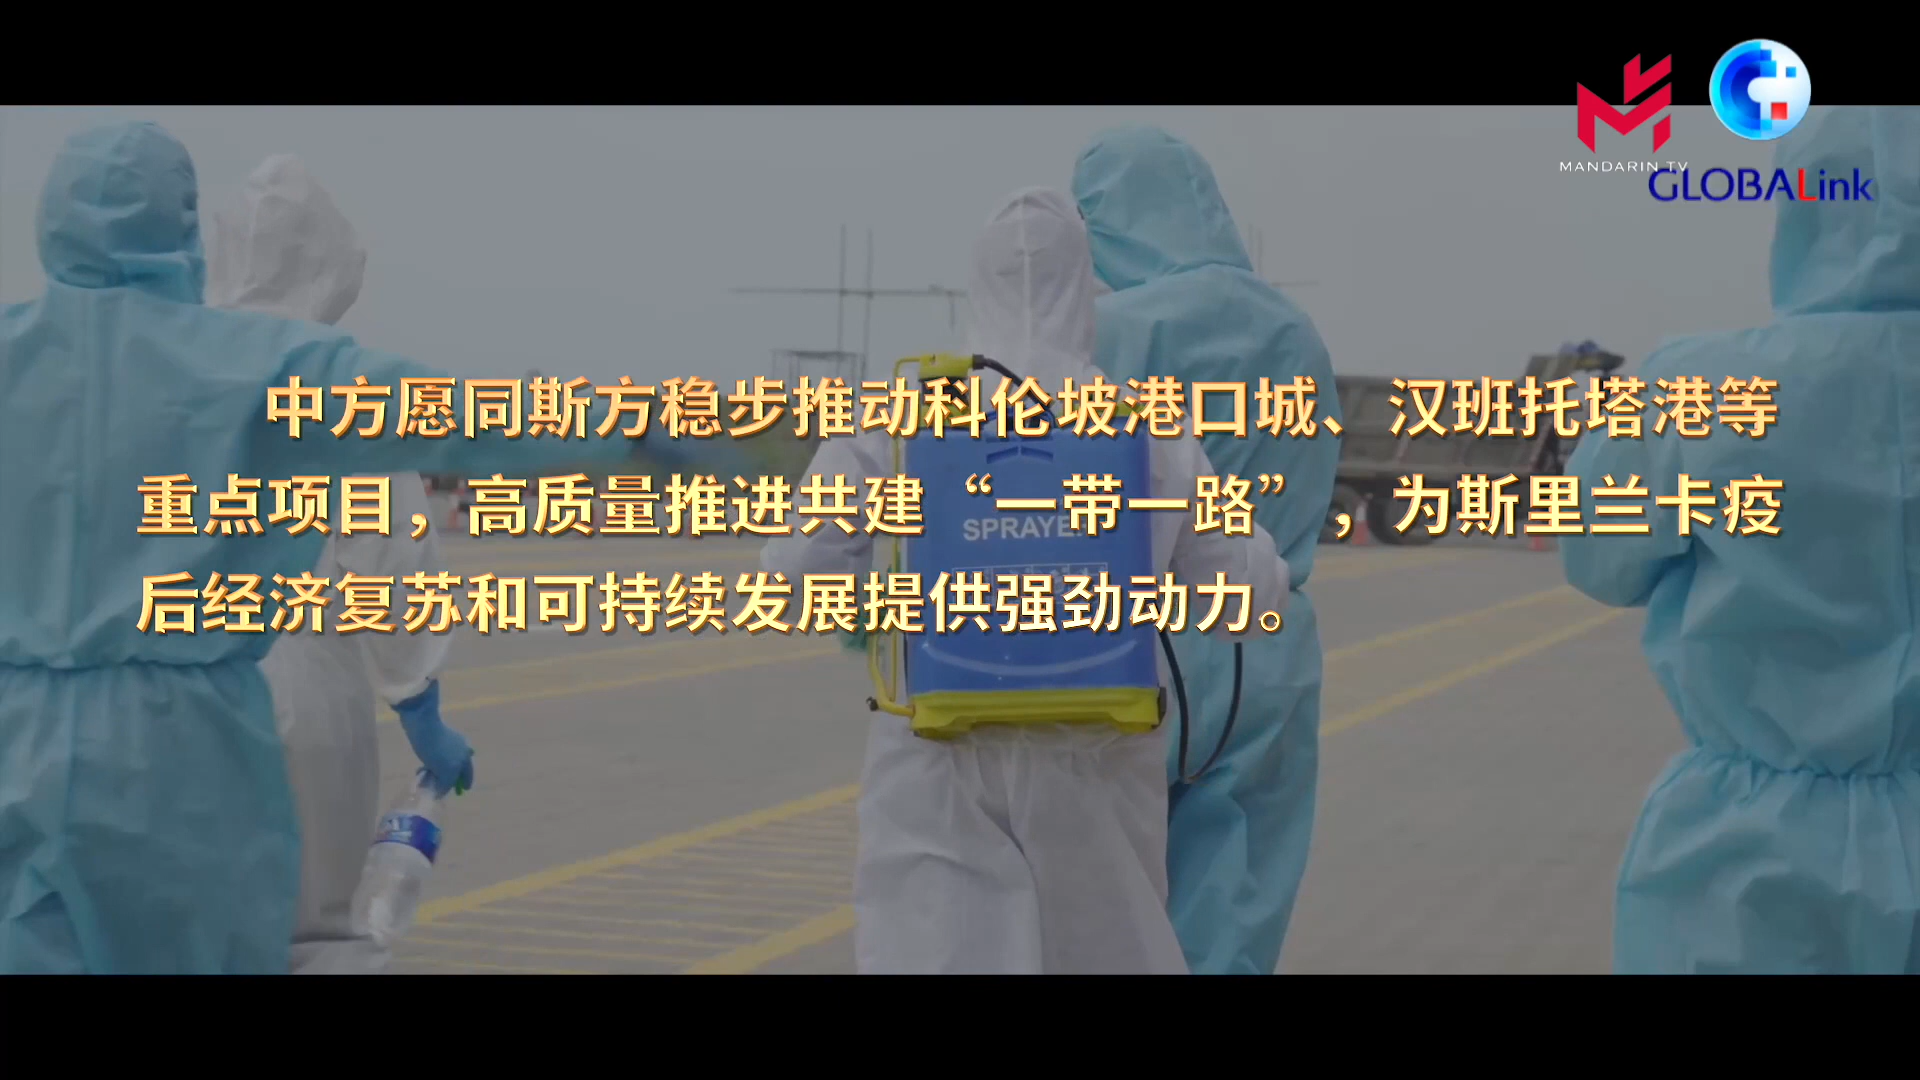 MANDARIN TV
GLOBALink
中方愿同斯方稳步推动科伦坡港口城、汉班托塔港等
重点项目，高质量推进共建“一带一路”，为斯里兰卡疫
后经济复苏和可持续发展提供强劲动力。
SPRAYE